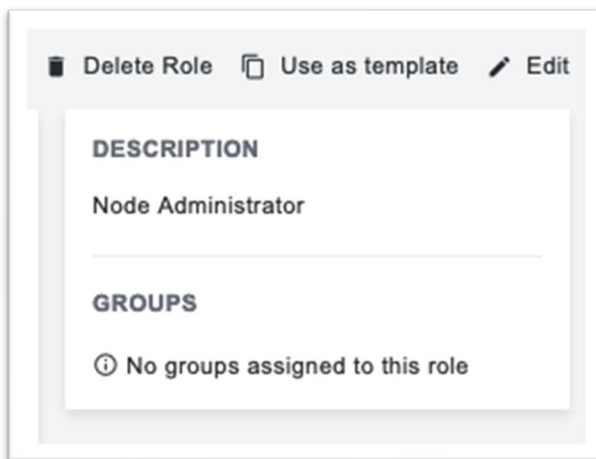 Delete Role Use as template Edit
DESCRIPTION
Node Administrator
GROUPS
No groups assigned to this role